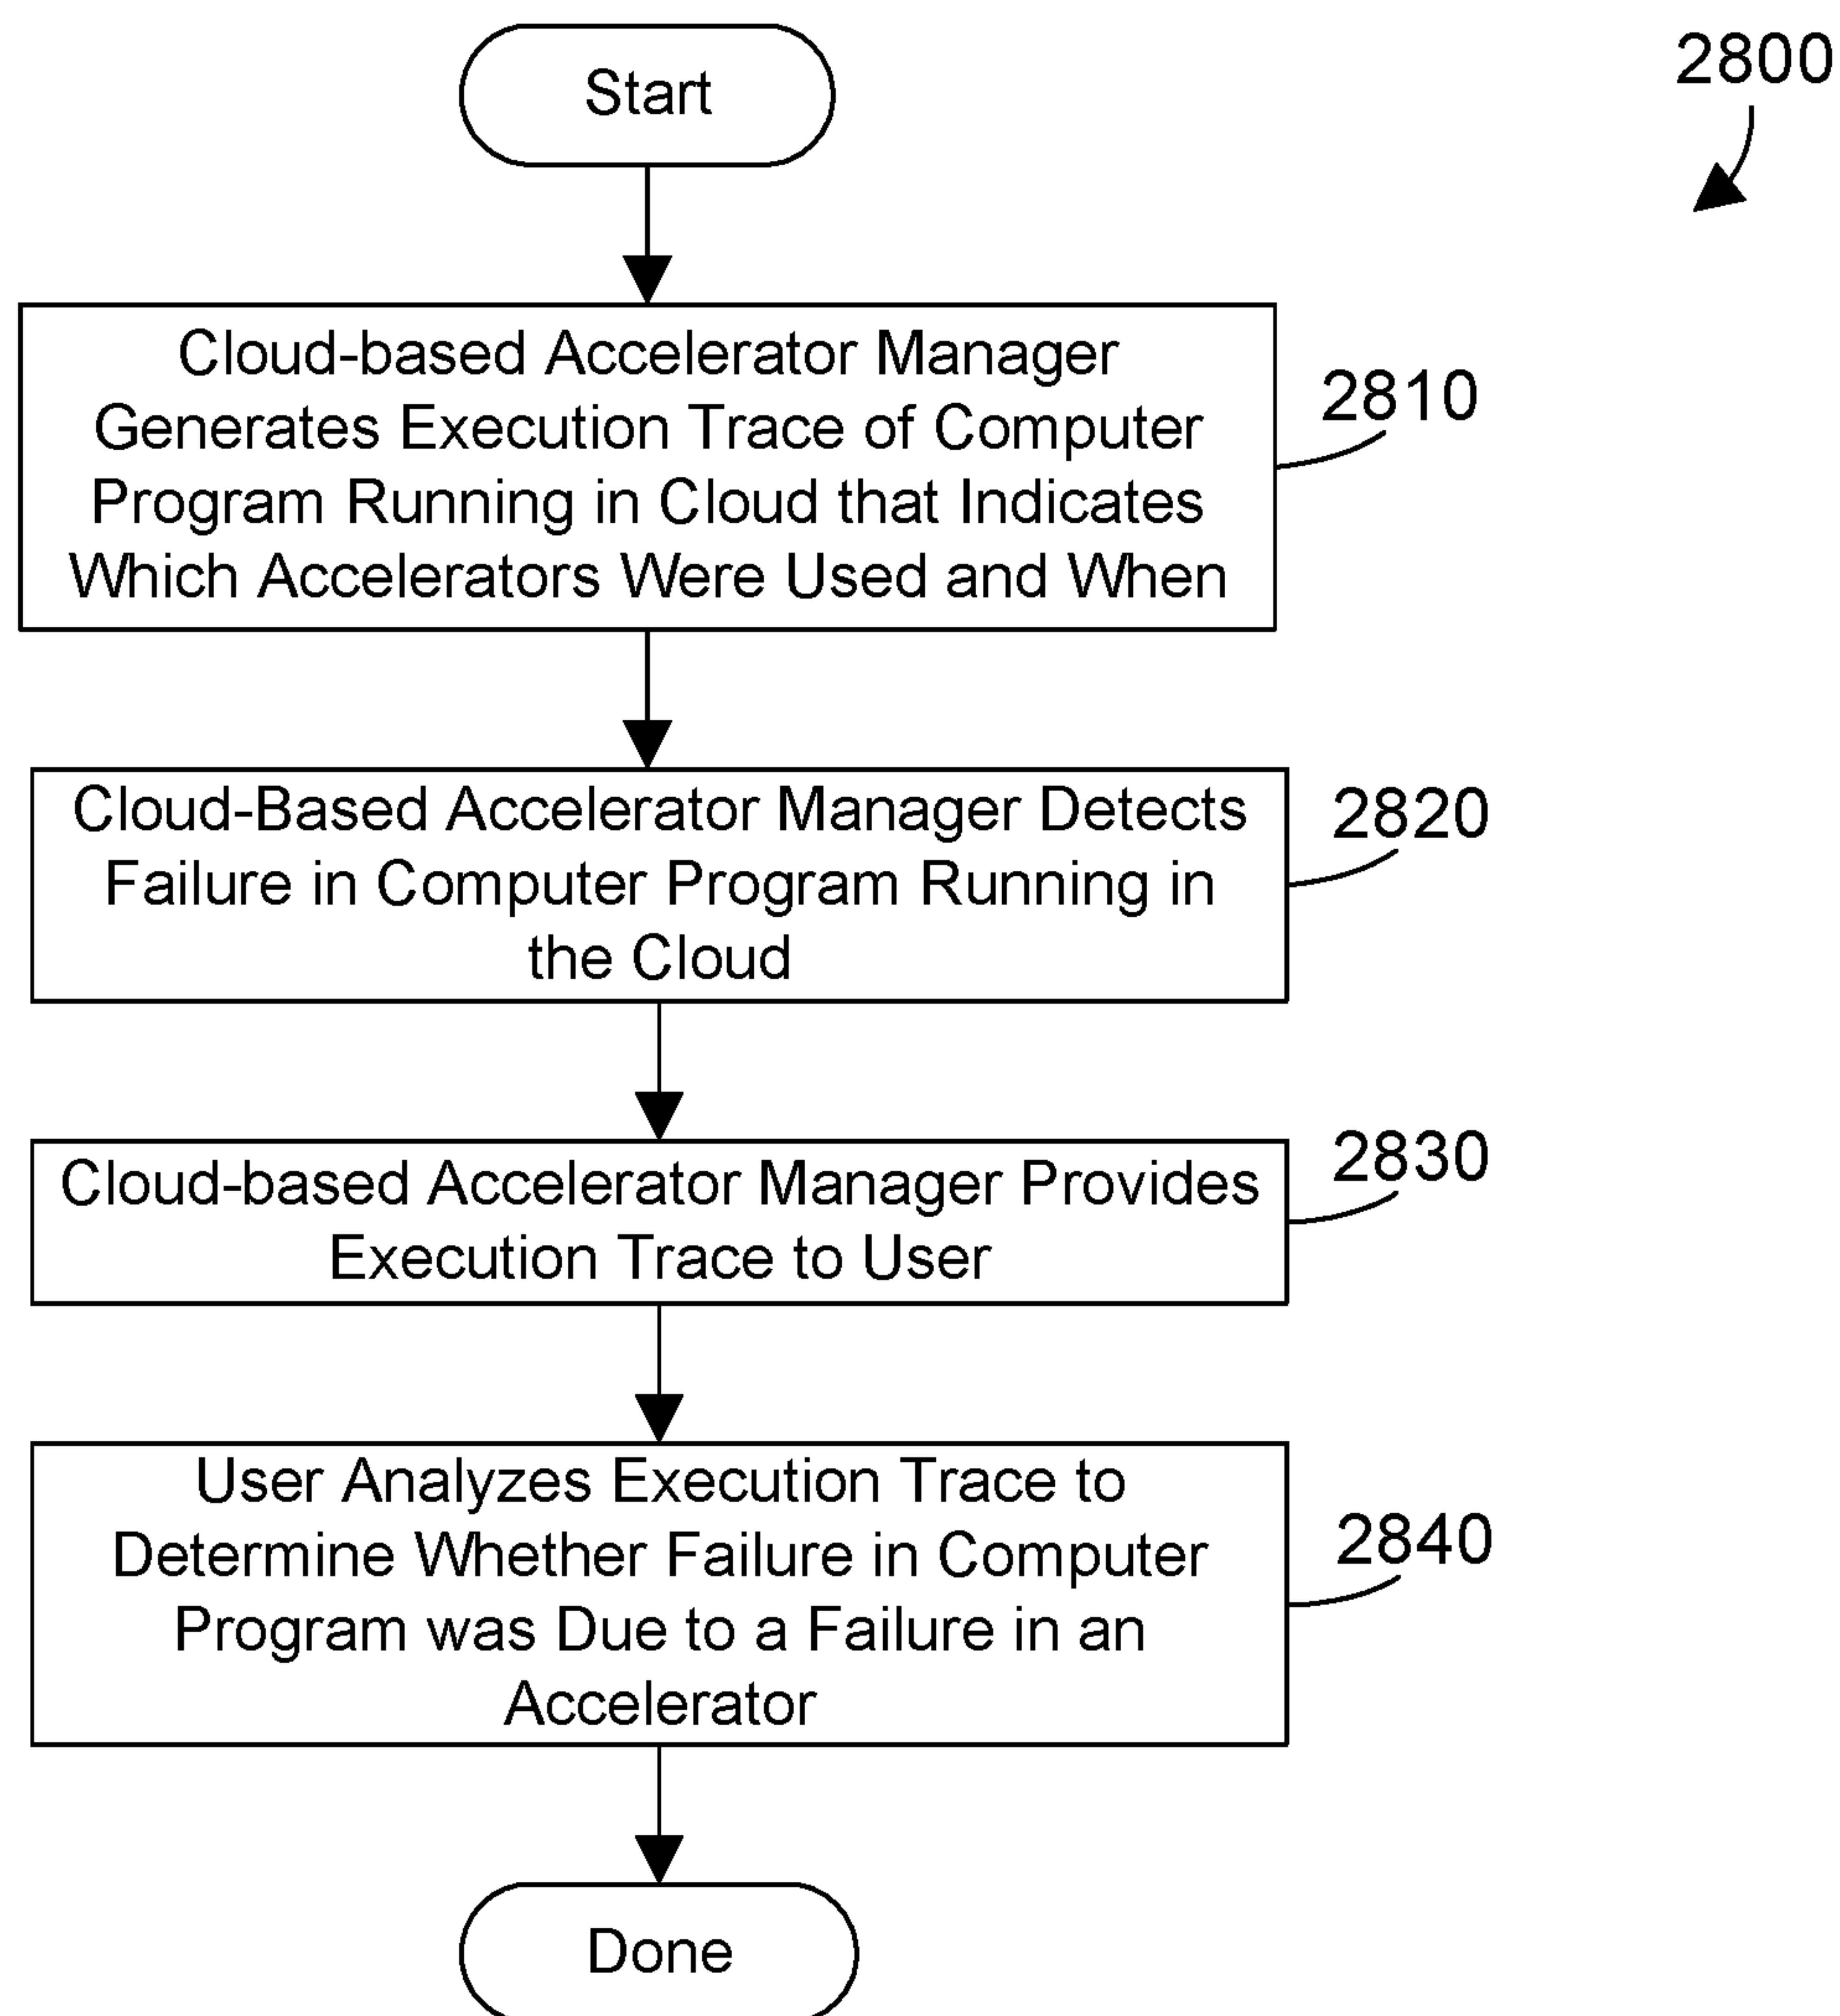 Start
2800
Cloud-based Accelerator Manager
Generates Execution Trace of Computer
Program Running in Cloud that Indicates
Which Accelerators Were Used and When
2810
Cloud-Based Accelerator Manager Detects
Failure in Computer Program Running in
the Cloud
2820
Cloud-based Accelerator Manager Provides
Execution Trace to User
2830
User Analyzes Execution Trace to
Determine Whether Failure in Computer
Program was Due to a Failure in an
Accelerator
2840
Done